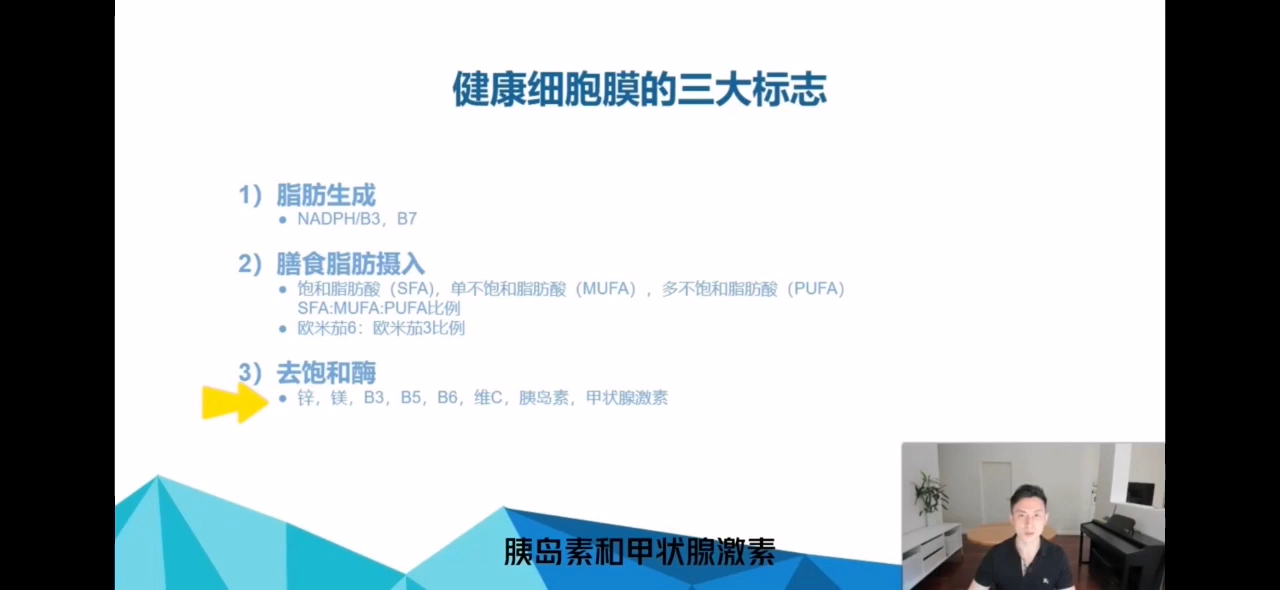 健康细胞膜的三大标志
1）脂肪生成
● NADPH/B3，B7
2）膳食脂肪摄入
● 饱和脂肪酸（SFA)，单不饱和脂肪酸（MUFA），多不饱和脂肪酸（PUFA）
SFA:MUFA:PUFA比例
● 欧米茄6：欧米茄3比例
3）去饱和酶
● 锌，镁，B3，B5，B6，维C，胰岛素，甲状腺激素
胰岛素和甲状腺激素